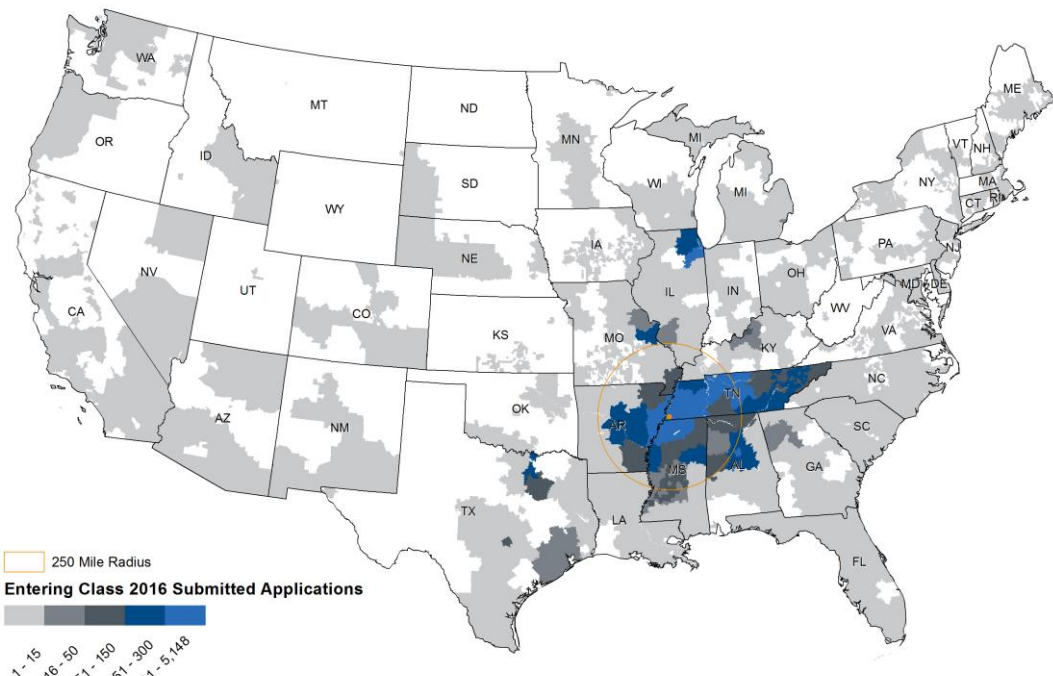 WA
MT
ND
MN
MI
ME
VT
NH
OR
ID
SD
WI
MI
NY
MA
CT
RI
WY
IA
PA
NJ
NE
OH
MD
DE
NV
UT
IL
IN
WV
CA
CO
KS
MO
KY
VA
TN
NC
AZ
NM
OK
AR
SC
MS
AL
GA
TX
LA
FL
250 Mile Radius
Entering Class 2016 Submitted Applications
1 - 15
16 - 50
51 - 150
51 - 300
1 - 5,148